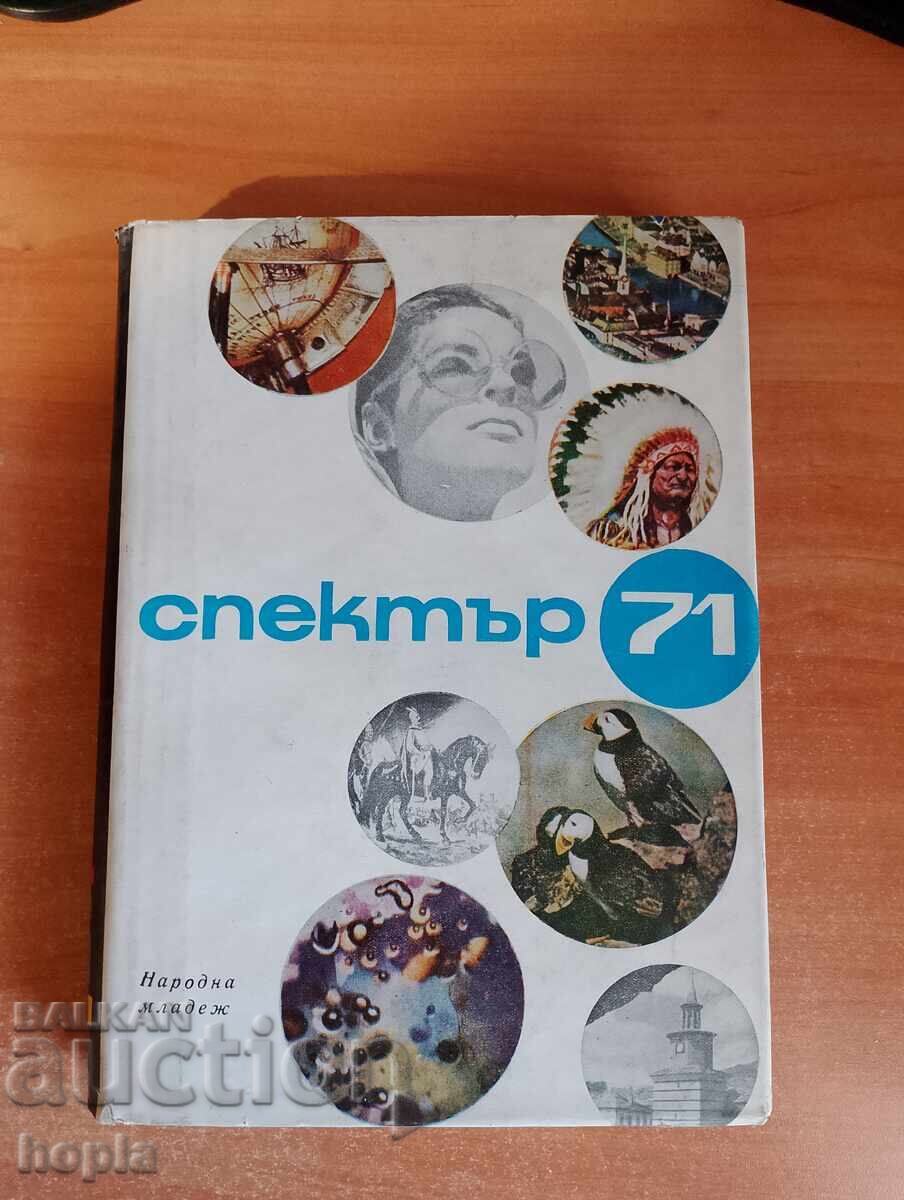 спектър 71
Народна
младеж
BALKAN
auction
hopla